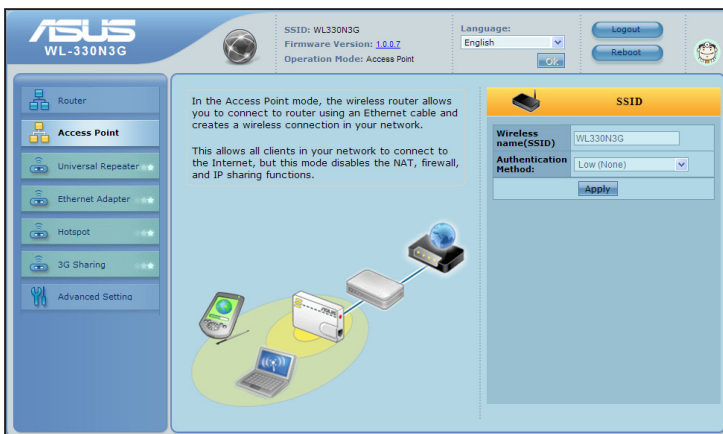 ASUS
WL-330N3G
SSID: WL330N3G
Firmware Version: 1.0.0.7
Operation Mode: Access Point
Language:
English
OK
Logout
Reboot
Router
Access Point
Universal Repeater
Ethernet Adapter
Hotspot
3G Sharing
Advanced Setting
In the Access Point mode, the wireless router allows
you to connect to router using an Ethernet cable and
creates a wireless connection in your network.
This allows all clients in your network to connect to
the Internet, but this mode disables the NAT, firewall,
and IP sharing functions.
SSID
Wireless
name(SSID)
WL330N3G
Authentication
Method:
Low (None)
Apply